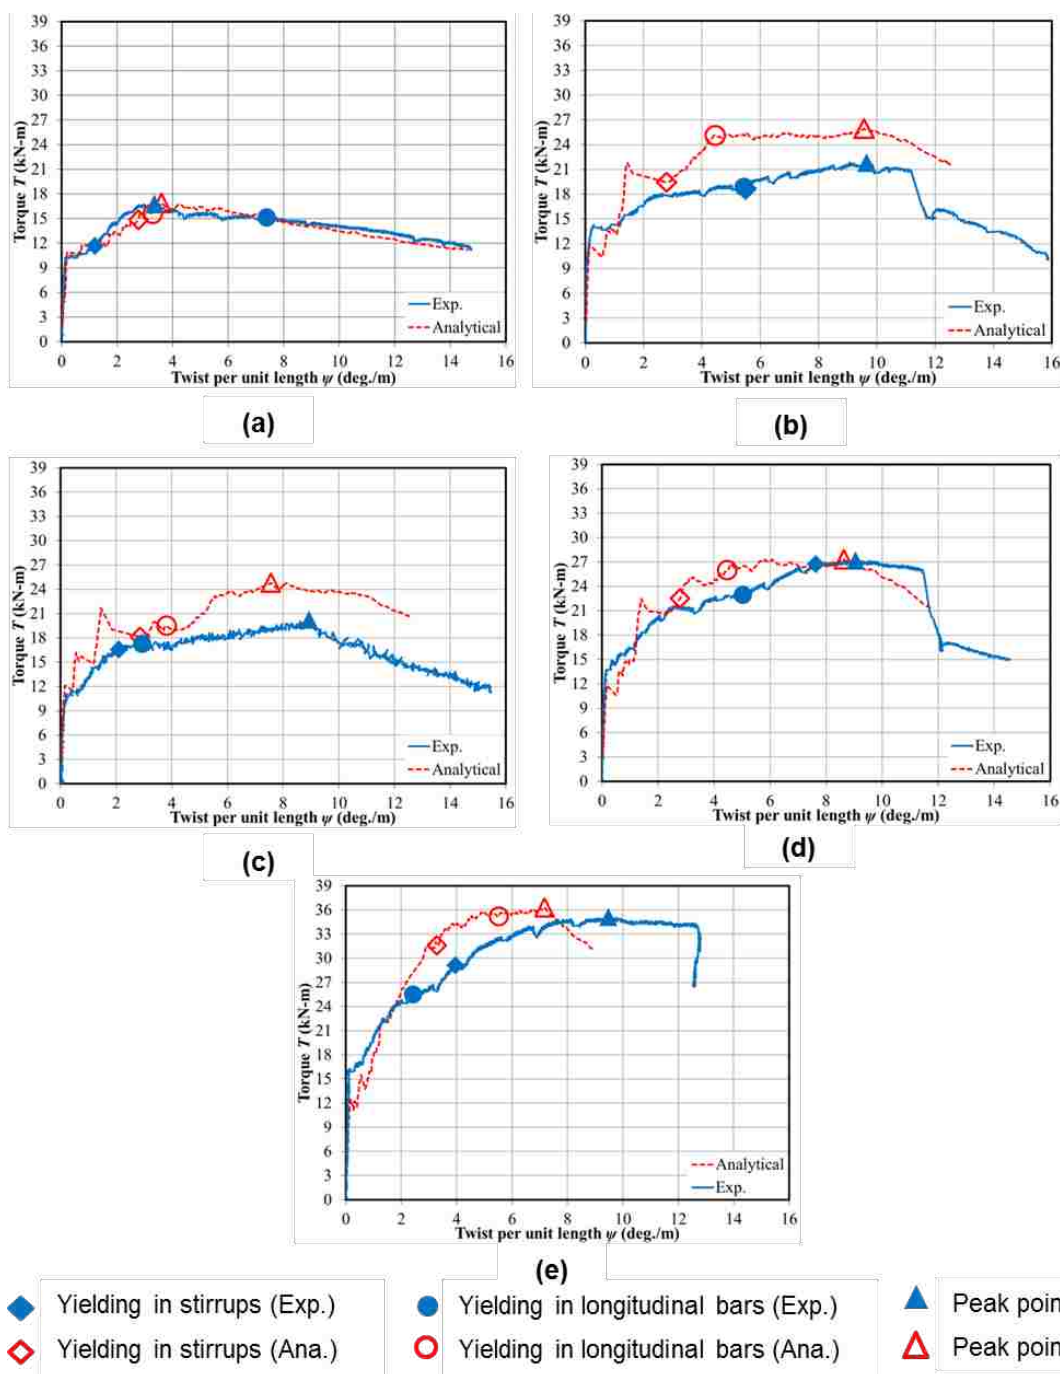 39
36
33
30
27
24
21
18
15
12
9
6
3
0
Torque T (kN-m)
Exp.
Analytical
0 2 4 6 8 10 12 14 16
Twist per unit length ψ (deg./m)
(a)
39
36
33
30
27
24
21
18
15
12
9
6
3
0
Torque T (kN-m)
Exp.
Analytical
0 2 4 6 8 10 12 14 16
Twist per unit length ψ (deg./m)
(b)
39
36
33
30
27
24
21
18
15
12
9
6
3
0
Torque T (kN-m)
Exp.
Analytical
0 2 4 6 8 10 12 14 16
Twist per unit length ψ (deg./m)
(c)
39
36
33
30
27
24
21
18
15
12
9
6
3
0
Torque T (kN-m)
Exp.
Analytical
0 2 4 6 8 10 12 14 16
Twist per unit length ψ (deg./m)
(d)
39
36
33
30
27
24
21
18
15
12
9
6
3
0
Torque T (kN-m)
Analytical
Exp.
0 2 4 6 8 10 12 14 16
Twist per unit length ψ (deg./m)
(e)
Yielding in stirrups (Exp.) Yielding in longitudinal bars (Exp.) Peak poin
Yielding in stirrups (Ana.) Yielding in longitudinal bars (Ana.) Peak poin